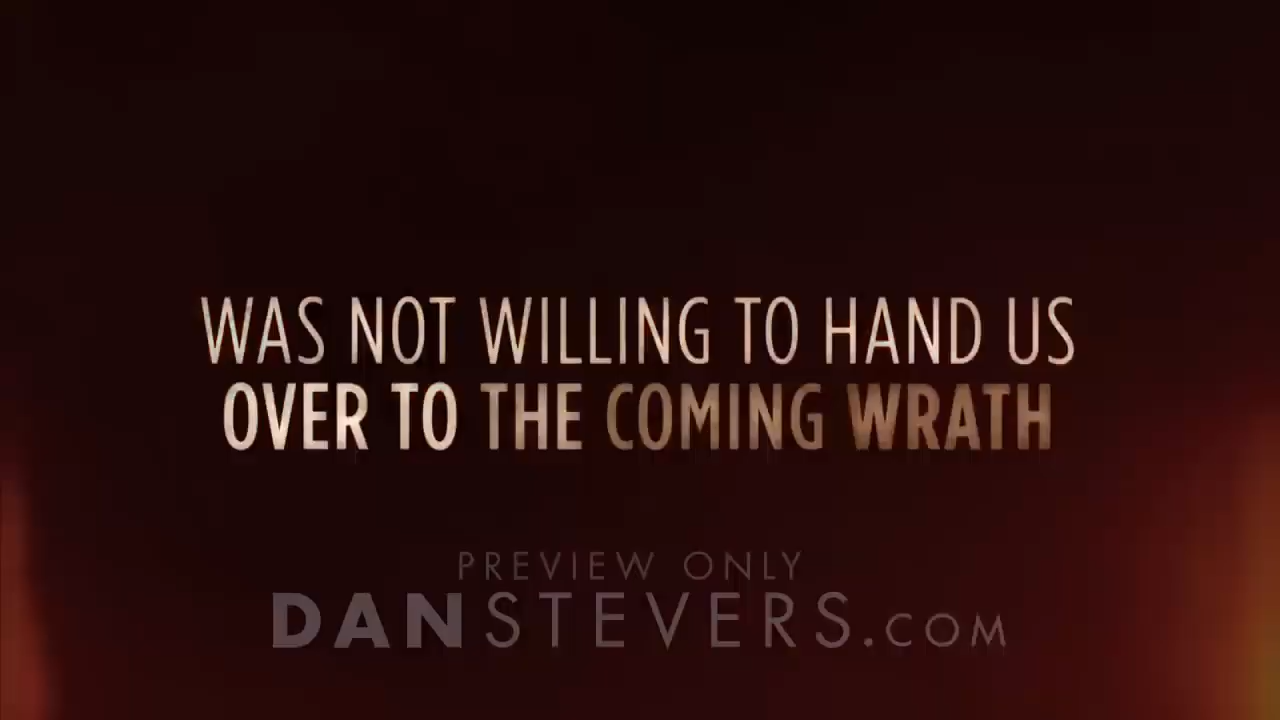 WAS NOT WILLING TO HAND US
OVER TO THE COMING WRATH
PREVIEW ONLY
DANSTEVERS.COM